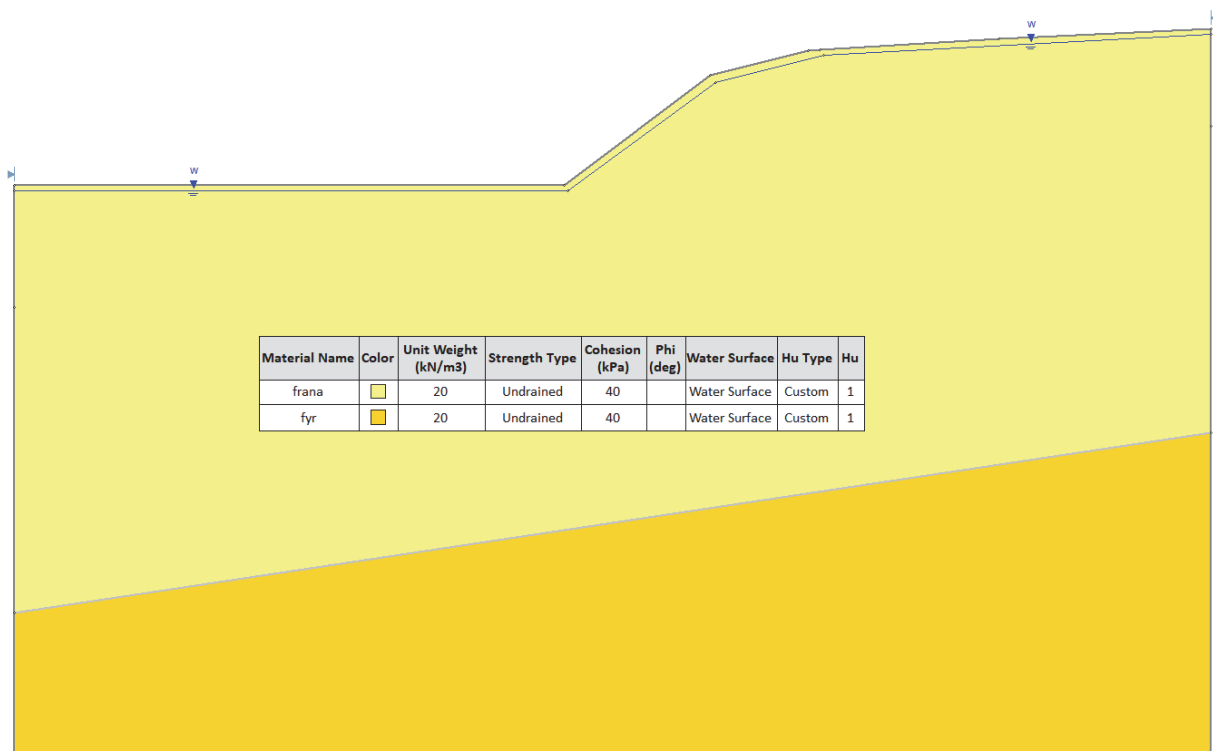 w
w
Material Name Color Unit Weight (kN/m3) Strength Type Cohesion (kPa) Phi (deg) Water Surface Hu Type Hu
frana 20 Undrained 40 Water Surface Custom 1
fyr 20 Undrained 40 Water Surface Custom 1